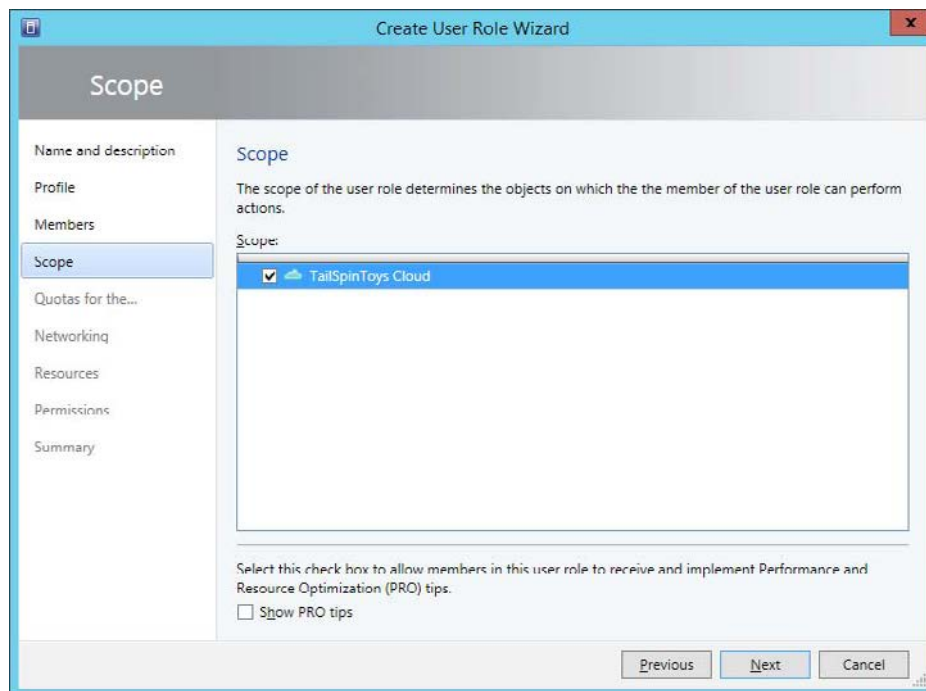 Create User Role Wizard
x
Scope
Name and description
Profile
Members
Scope
Quotas for the...
Networking
Resources
Permissions
Summary
Scope
The scope of the user role determines the objects on which the the member of the user role can perform
actions.
Scope:
TailSpinToys Cloud
Select this check box to allow members in this user role to receive and implement Performance and
Resource Optimization (PRO) tips.
Show PRO tips
Previous
Next
Cancel